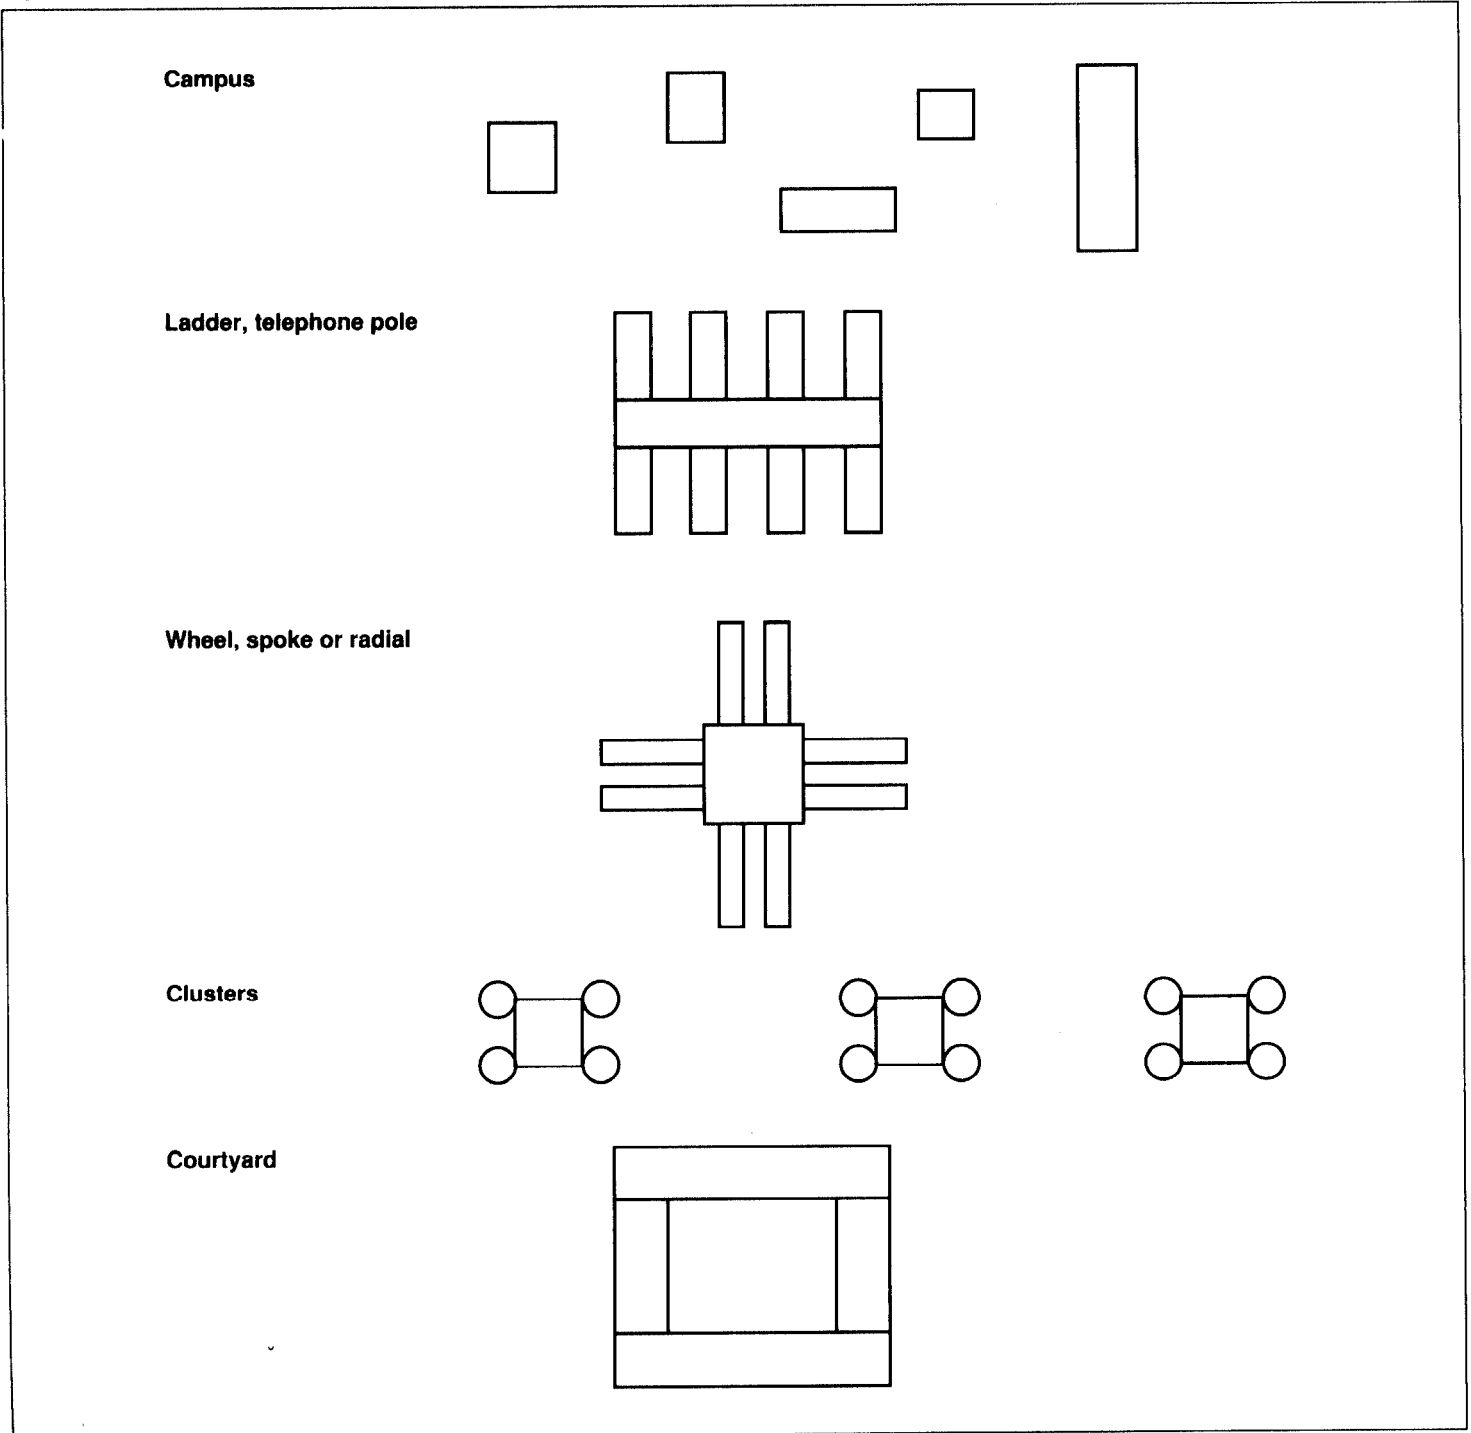 Campus
Ladder, telephone pole
Wheel, spoke or radial
Clusters
Courtyard